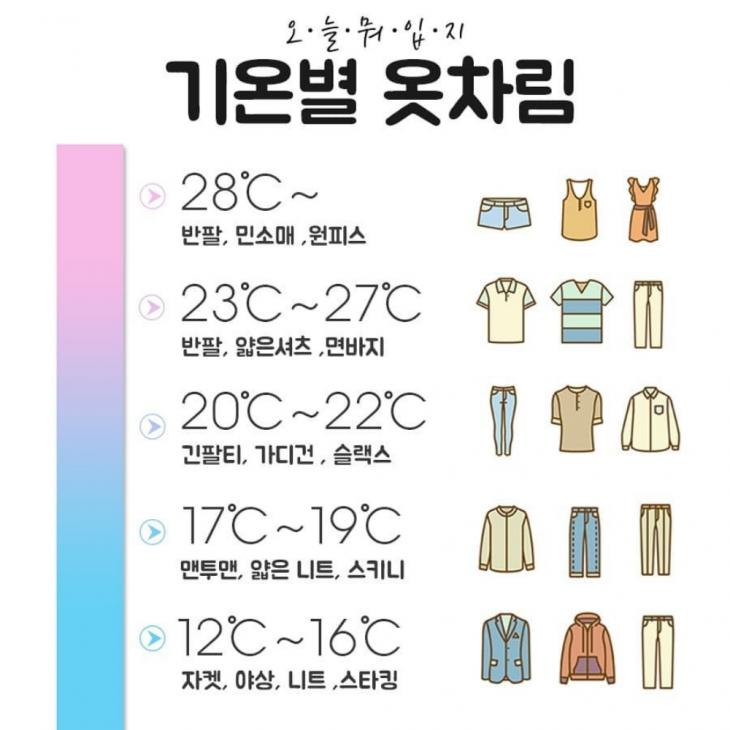 오·늘·뭐·입·지
기온별 옷차림
28℃~
반팔, 민소매 ,원피스
23℃~27℃
반팔, 얇은셔츠 ,면바지
20℃~22℃
긴팔티, 가디건 , 슬랙스
17℃~19℃
맨투맨, 얇은 니트, 스키니
12℃~16℃
자켓, 야상, 니트 ,스타킹